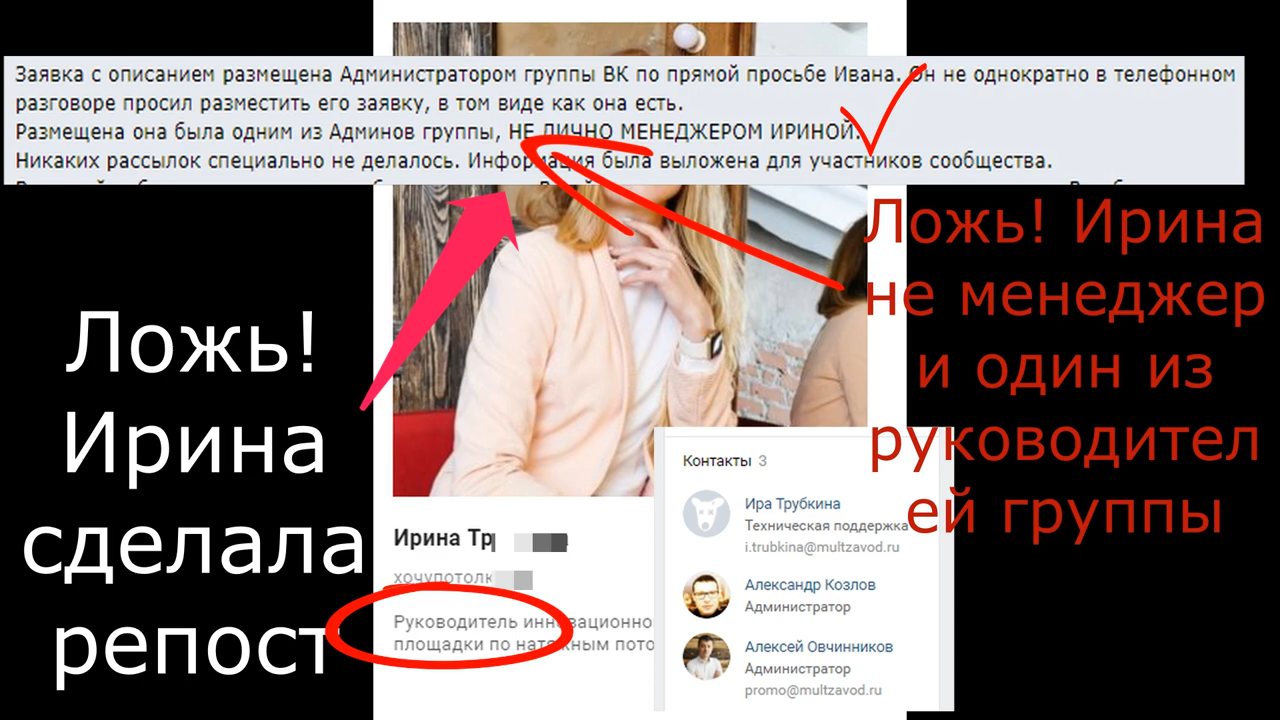 Заявка с описанием размещена Администратором группы ВК по прямой просьбе Ивана. Он не однократно в телефонном
разговоре просил разместить его заявку, в том виде как она есть.
Размещена она была одним из Админов группы, НЕ ЛИЧНО МЕНЕДЖЕРОМ ИРИНОЙ.
Никаких рассылок специально не делалось. Информация была выложена для участников сообщества.
Ложь!
Ирина
сделала
репост
Ложь! Ирина
не менеджер
и один из
руководител
ей группы
Ирина Тр
хочупотолк
Руководитель инновационно
площадки по натяжным пото
Контакты 3
Ира Трубкина
Техническая поддержка
i.trubkina@multzavod.ru
Александр Козлов
Администратор
Алексей Овчинников
Администратор
promo@multzavod.ru